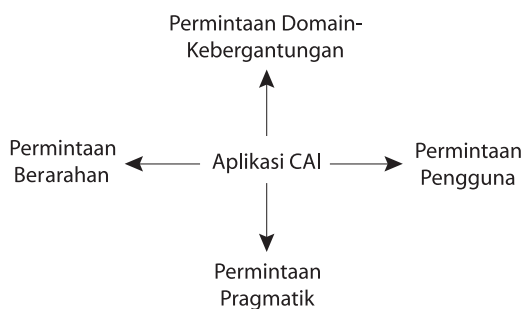 Permintaan Domain-
Kebergantungan
Permintaan
Berarahan
Aplikasi CAI
Permintaan
Pengguna
Permintaan
Pragmatik